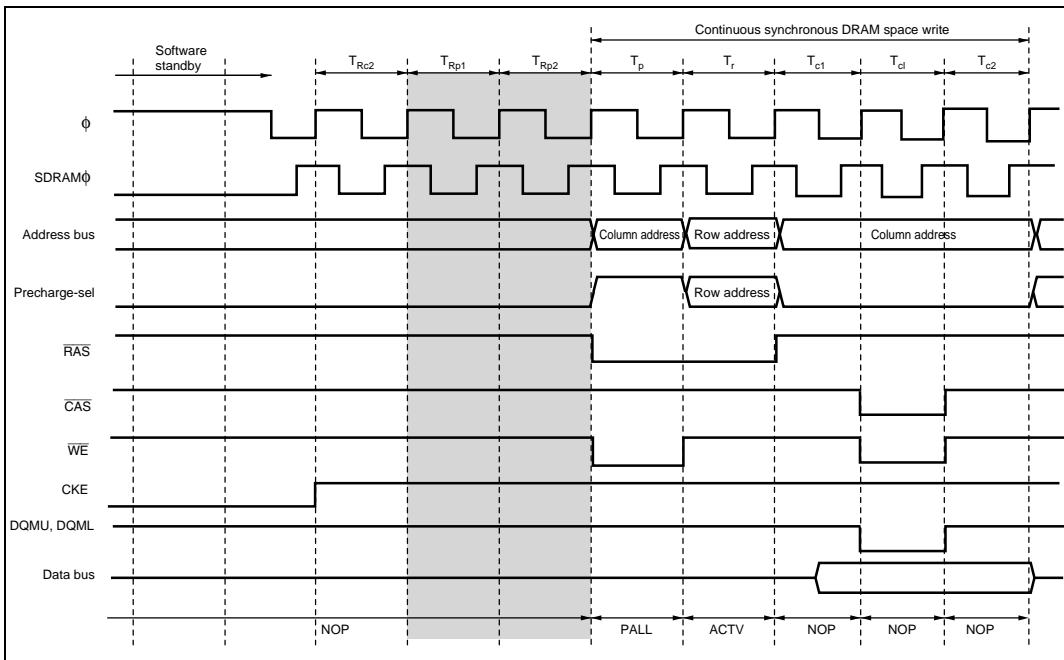 Continuous synchronous DRAM space write
Software
standby
TRc2 TRp1 TRp2 Tp Tr Tc1 Tcl Tc2
ϕ
SDRAMϕ
Address bus Column address Row address Column address
Precharge-sel Row address
RAS
CAS
WE
CKE
DQMU, DQML
Data bus
NOP PALL ACTV NOP NOP NOP